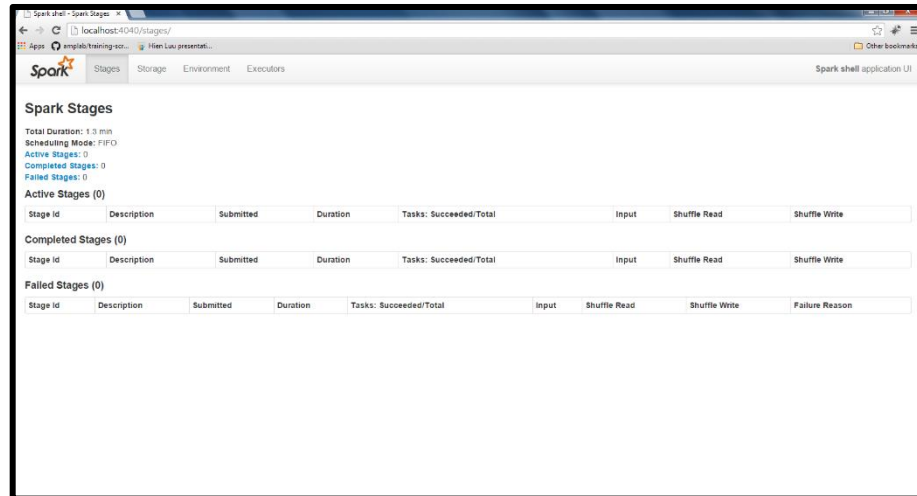 Spark shell - Spark Stages
localhost:4040/stages/
Apps amplab/training-scr... Hien Luu presentati... Other bookmarks
Spark Stages Storage Environment Executors Spark shell application UI
Spark Stages
Total Duration: 1.3 min
Scheduling Mode: FIFO
Active Stages: 0
Completed Stages: 0
Failed Stages: 0
Active Stages (0)
Stage Id Description Submitted Duration Tasks: Succeeded/Total Input Shuffle Read Shuffle Write
Completed Stages (0)
Stage Id Description Submitted Duration Tasks: Succeeded/Total Input Shuffle Read Shuffle Write
Failed Stages (0)
Stage Id Description Submitted Duration Tasks: Succeeded/Total Input Shuffle Read Shuffle Write Failure Reason